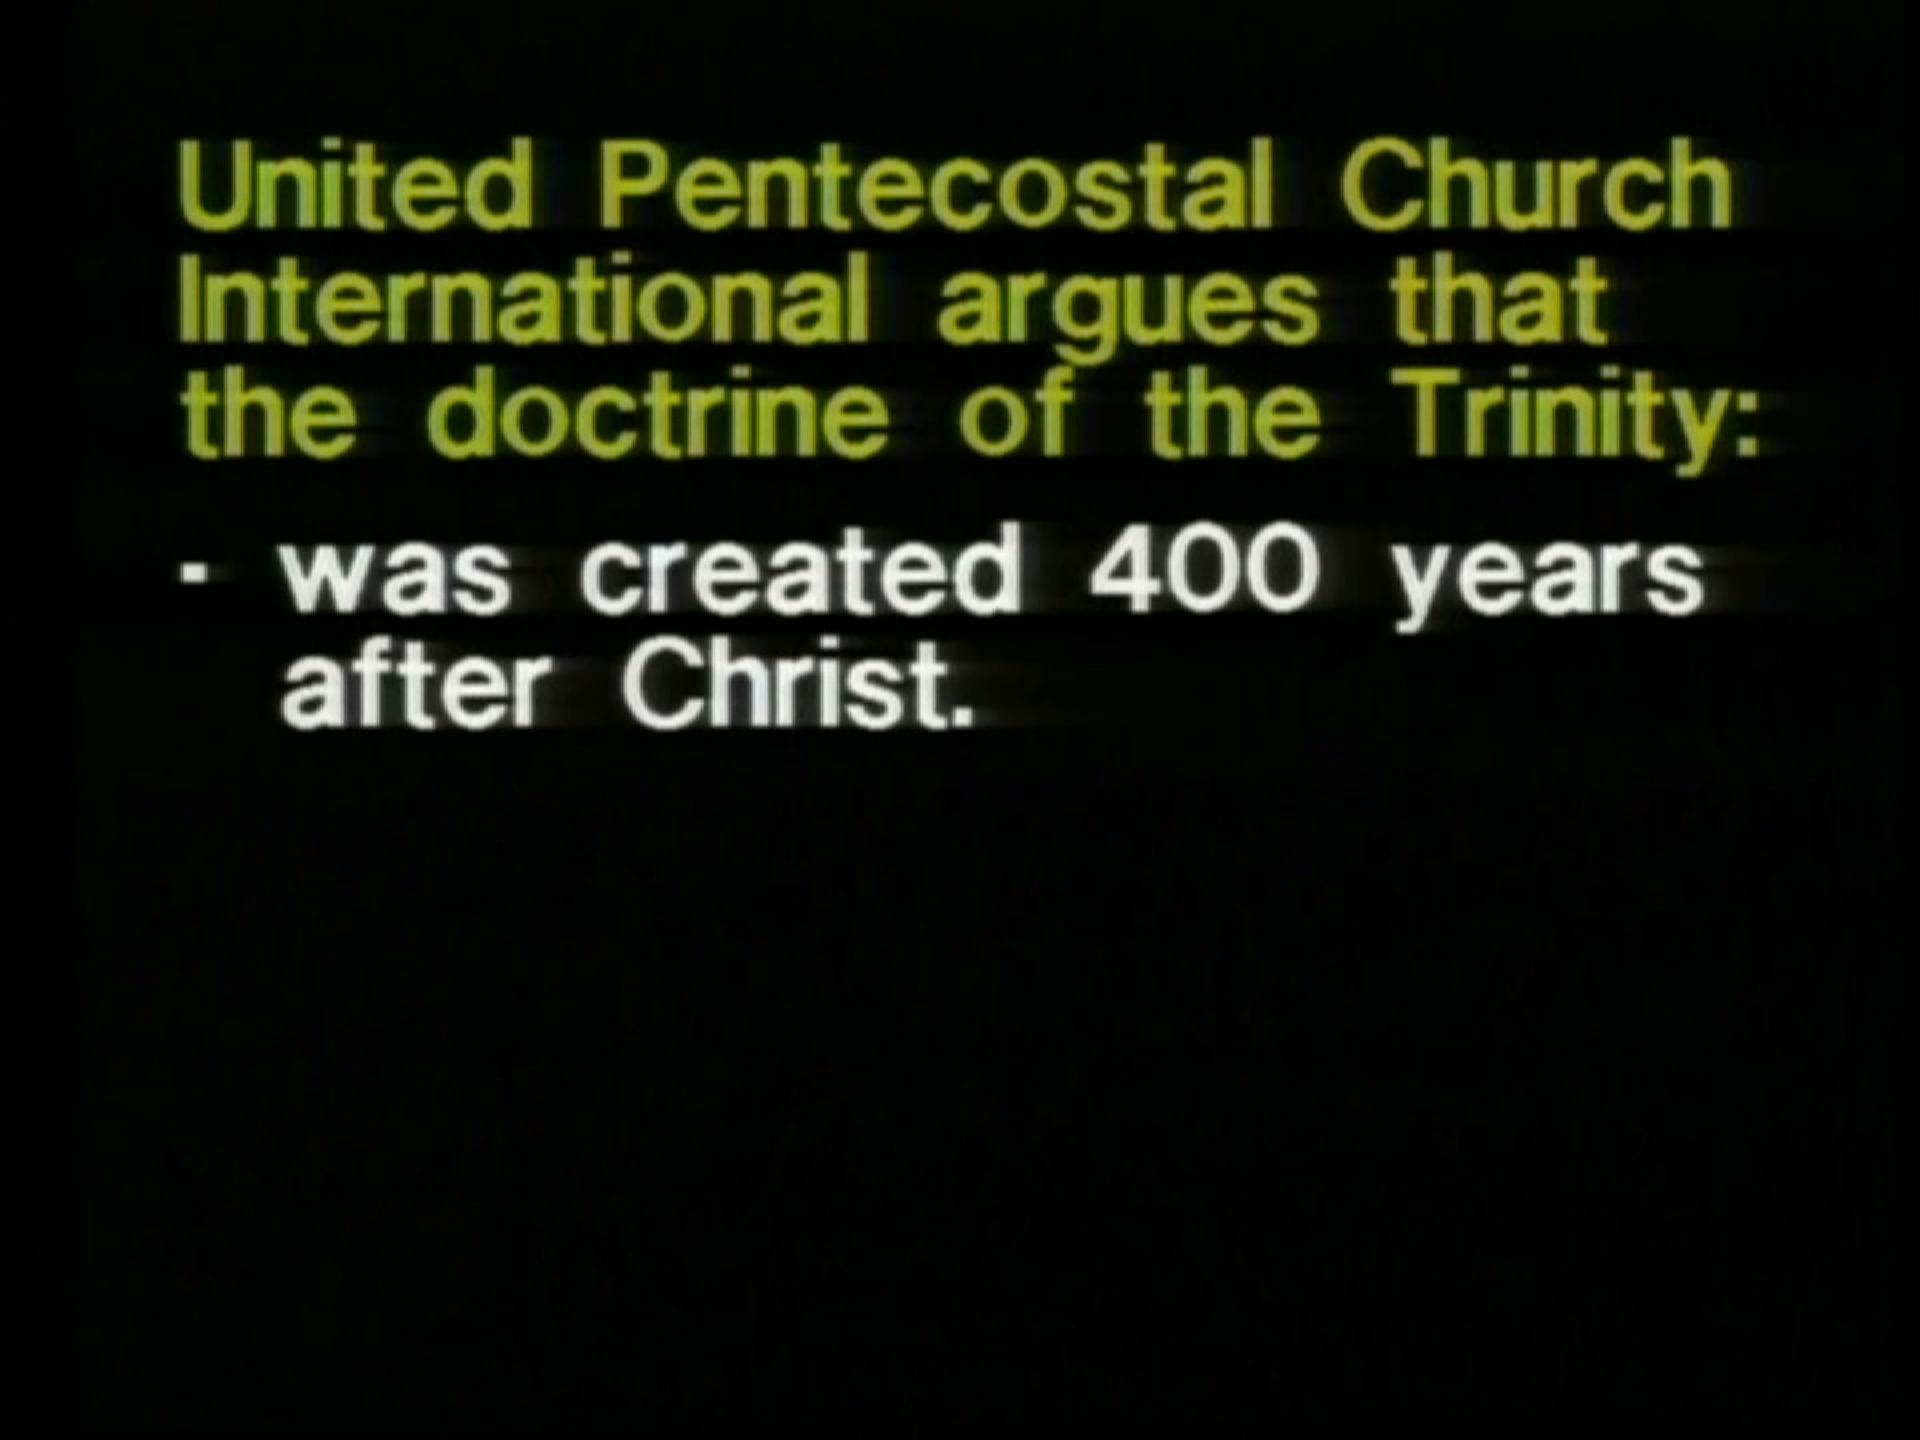 United Pentecostal Church
International argues that
the doctrine of the Trinity:
- was created 400 years
after Christ.